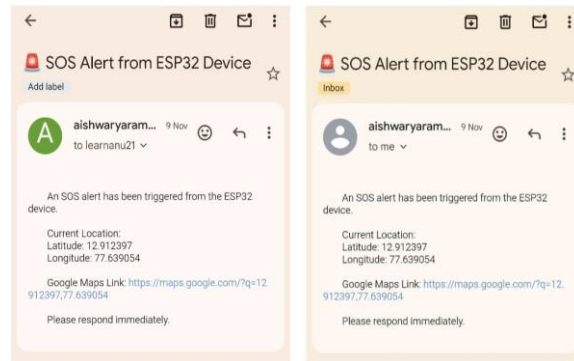 🚨 SOS Alert from ESP32 Device
Add label
A
aishwaryaram... 9 Nov
to learnanu21
An SOS alert has been triggered from the ESP32
device.
Current Location:
Latitude: 12.912397
Longitude: 77.639054
Google Maps Link: https://maps.google.com/?q=12.
912397,77.639054
Please respond immediately.
🚨 SOS Alert from ESP32 Device
Inbox
aishwaryaram... 9 Nov
to me
An SOS alert has been triggered from the ESP32
device.
Current Location:
Latitude: 12.912397
Longitude: 77.639054
Google Maps Link: https://maps.google.com/?q=12.
912397,77.639054
Please respond immediately.